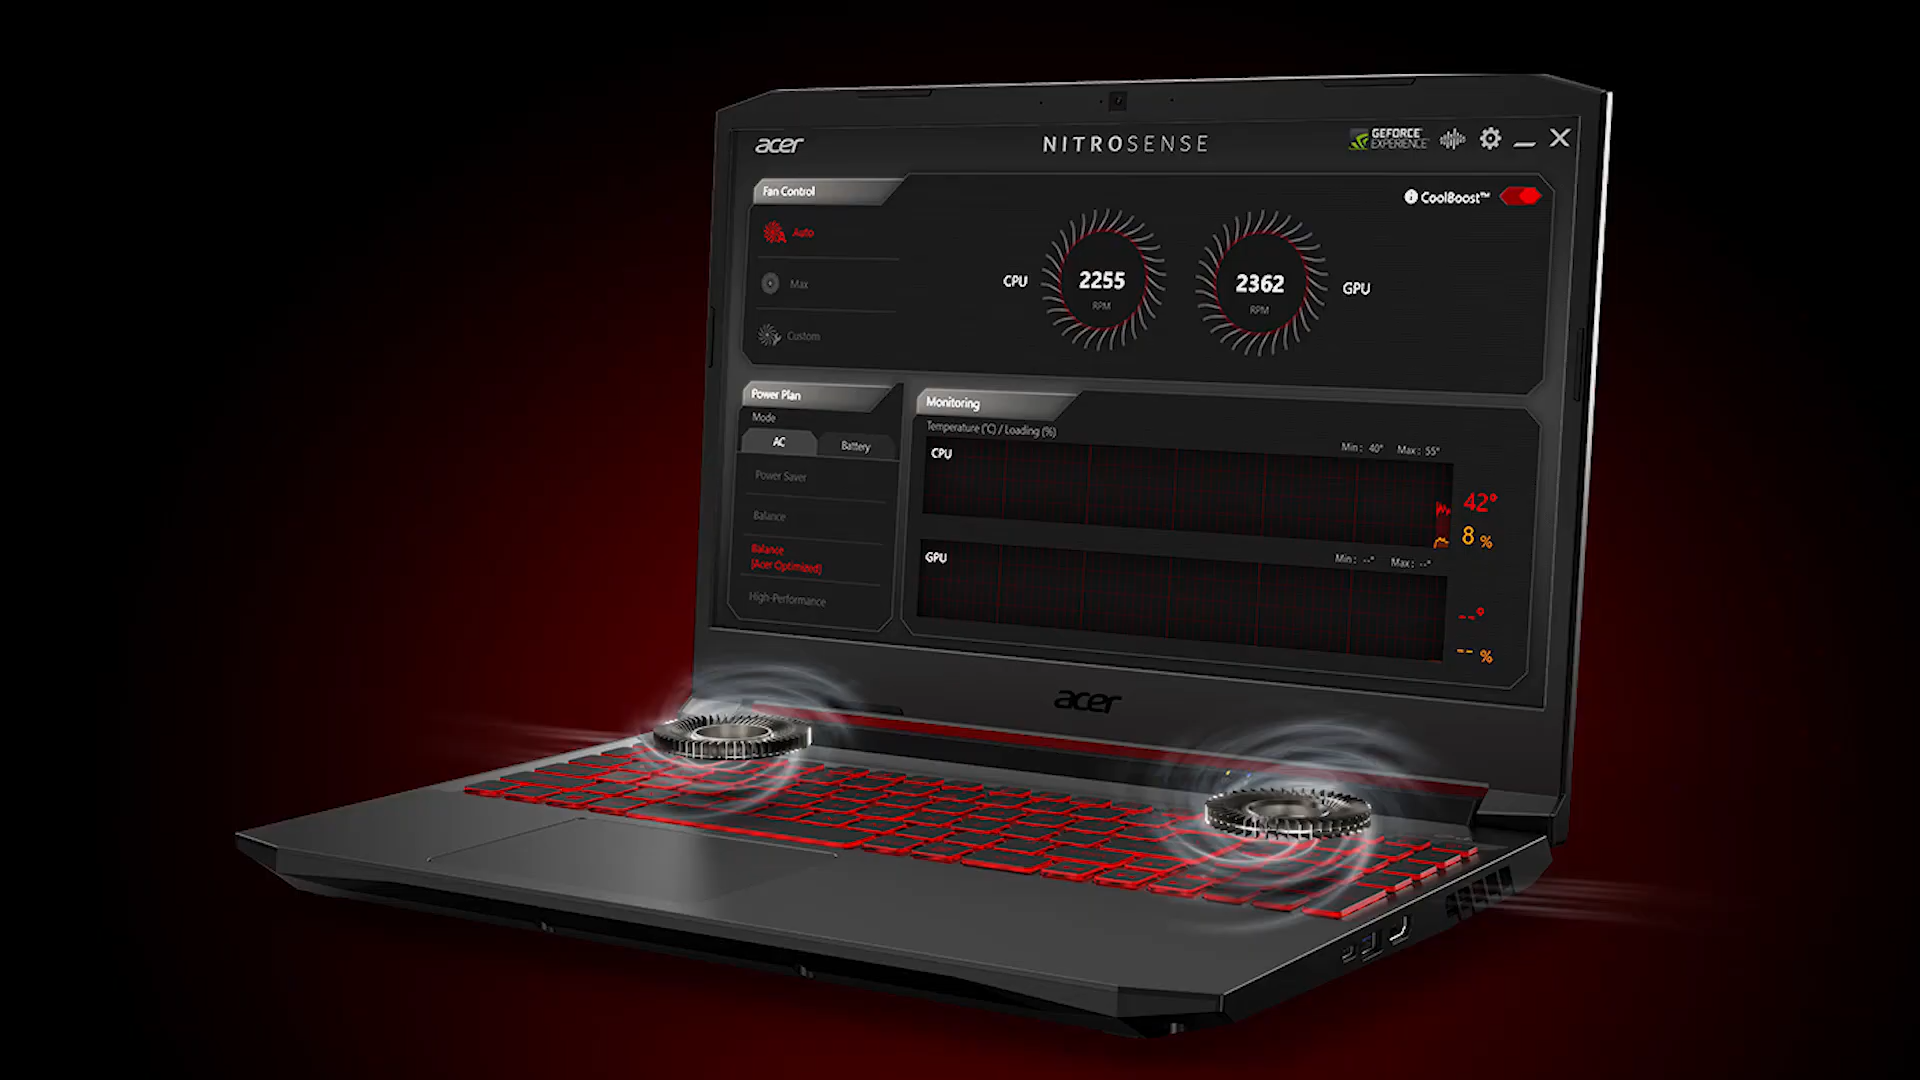 acer
NITROSENSE
GEFORCE
EXPERIENCE
Fan Control
CoolBoost™
Auto
Max
Custom
CPU
2255
RPM
2362
RPM
GPU
Power Plan
Mode
AC
Battery
Power Saver
Balance
Balance
[Acer Optimized]
High-Performance
Monitoring
Temperature (°C) / Loading (%)
CPU
Min : 40° Max : 55°
42°
8 %
GPU
Min : --° Max : --°
--°
-- %
acer